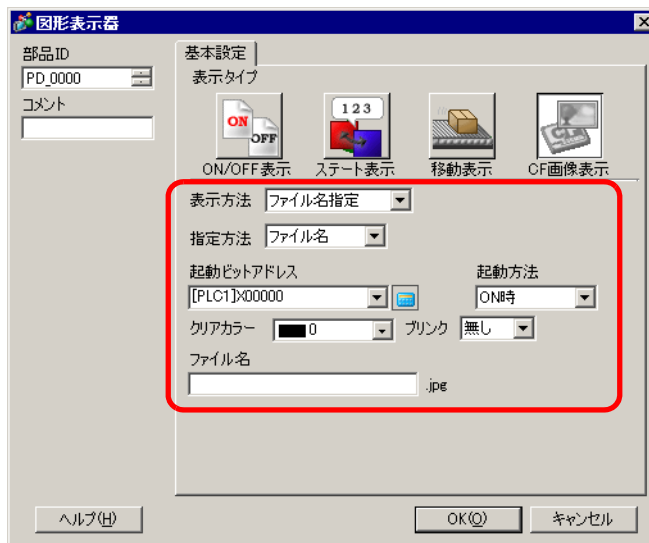 図形表示器
部品ID
PD_0000
コメント
基本設定
表示タイプ
ON
OFF
1 2 3
ON/OFF表示 ステート表示 移動表示 CF画像表示
表示方法 ファイル名指定
指定方法 ファイル名
起動ビットアドレス 起動方法
[PLC1]X00000 ON時
クリアカラー 0 ブリンク 無し
ファイル名
.jpg
ヘルプ(H) OK(O) キャンセル